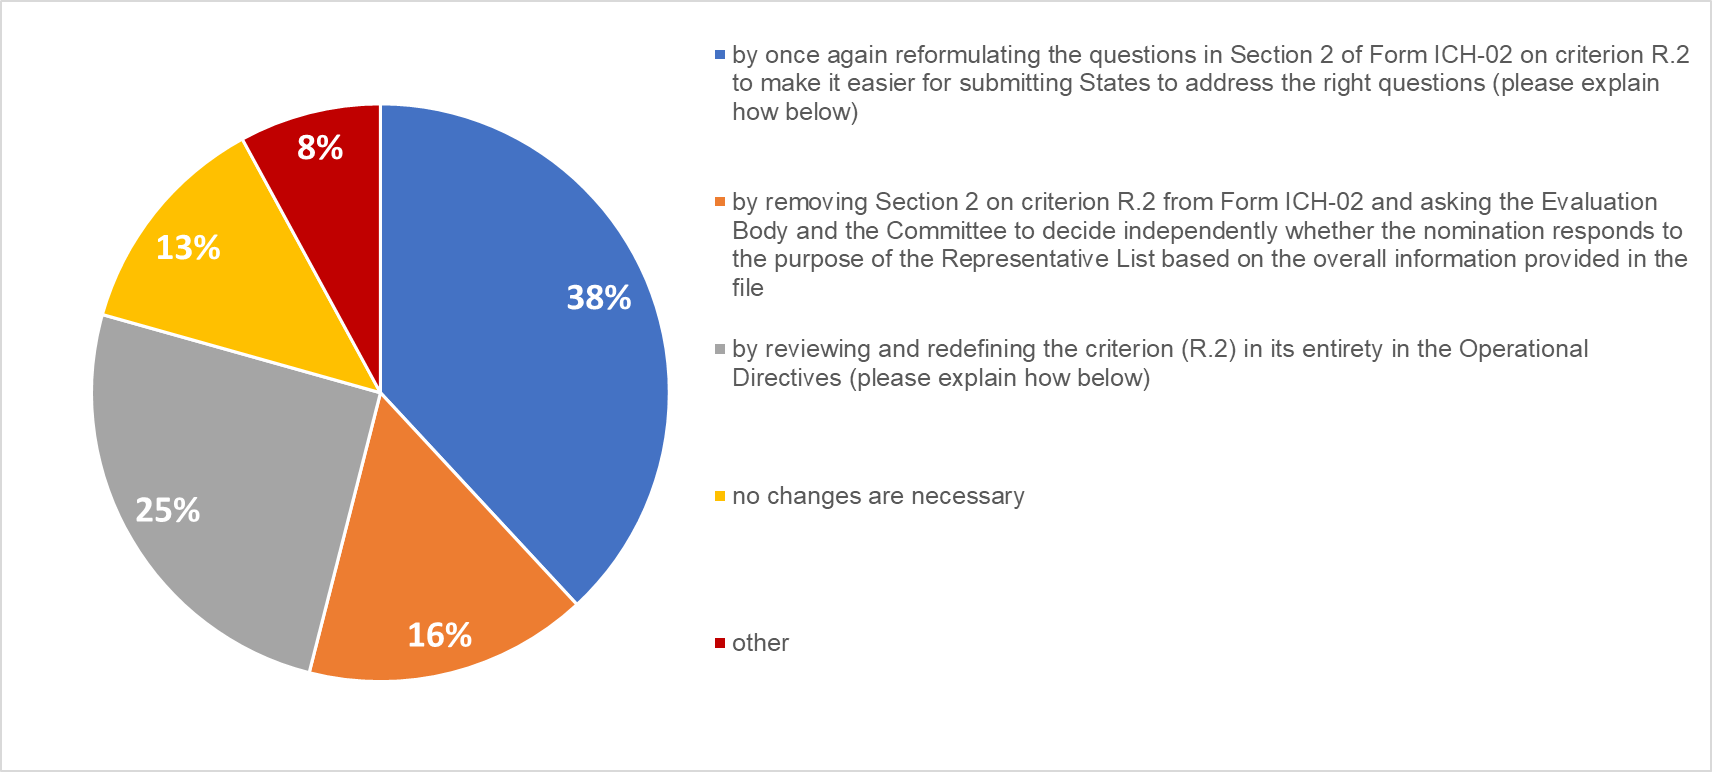 by once again reformulating the questions in Section 2 of Form ICH-02 on criterion R.2
to make it easier for submitting States to address the right questions (please explain
how below)
by removing Section 2 on criterion R.2 from Form ICH-02 and asking the Evaluation
Body and the Committee to decide independently whether the nomination responds to
the purpose of the Representative List based on the overall information provided in the
file
by reviewing and redefining the criterion (R.2) in its entirety in the Operational
Directives (please explain how below)
no changes are necessary
other
8%
13%
38%
25%
16%